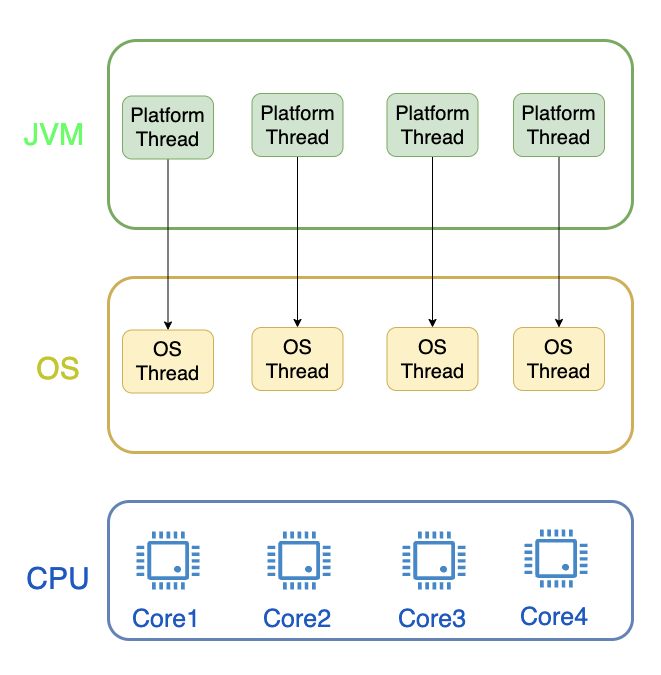 JVM
Platform
Thread
Platform
Thread
Platform
Thread
Platform
Thread
OS
OS
Thread
OS
Thread
OS
Thread
OS
Thread
CPU
Core1
Core2
Core3
Core4